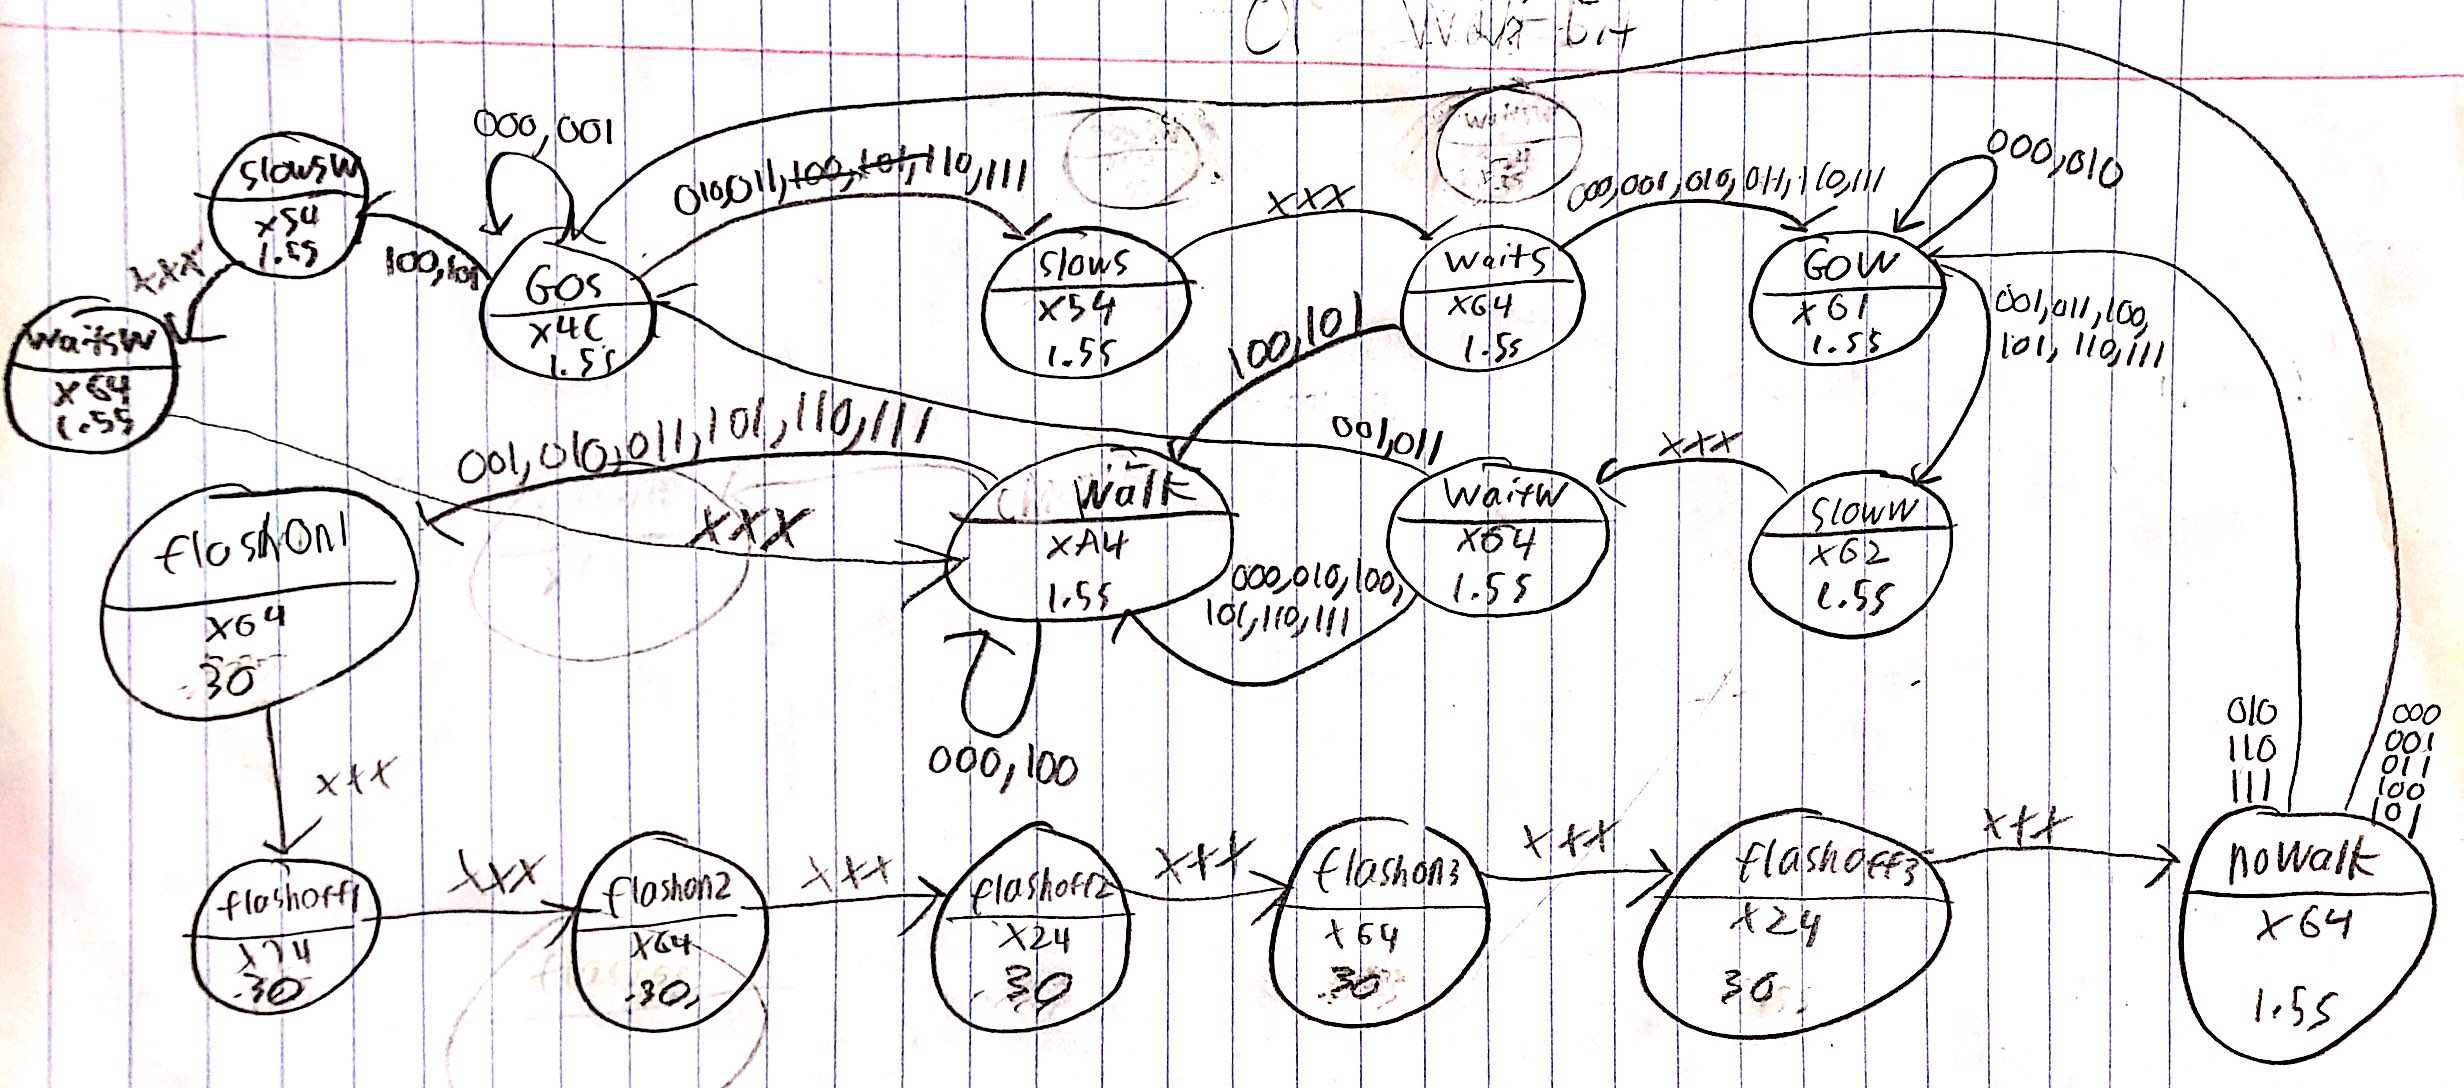 01 Walk bit
000,001
010,011,100,101,110,111
xxx
000,001,010,011,110,111
000,010
slowsW
x54
1.5s
100,101
xxx
GOS
x4C
1.5s
slows
x54
1.5s
waits
x64
1.5s
GOW
x61
1.5s
001,011,100,
101, 110,111
waitsW
x64
1.5s
100,101
001,010,011,101,110,111
001,011
xxx
xxx
Walk
xA4
1.5s
waitW
x64
1.5s
slowW
x62
1.5s
000,010,100,
101,110,111
flashOn1
x64
.30
000,100
xxx
010
110
111
000
001
011
100
101
flashoff1
.30
xxx
flashon2
x64
.30
xxx
flashoff2
x24
.30
xxx
flashon3
x64
.30
xxx
flashoff3
x24
30
xxx
noWalk
x64
1.5s